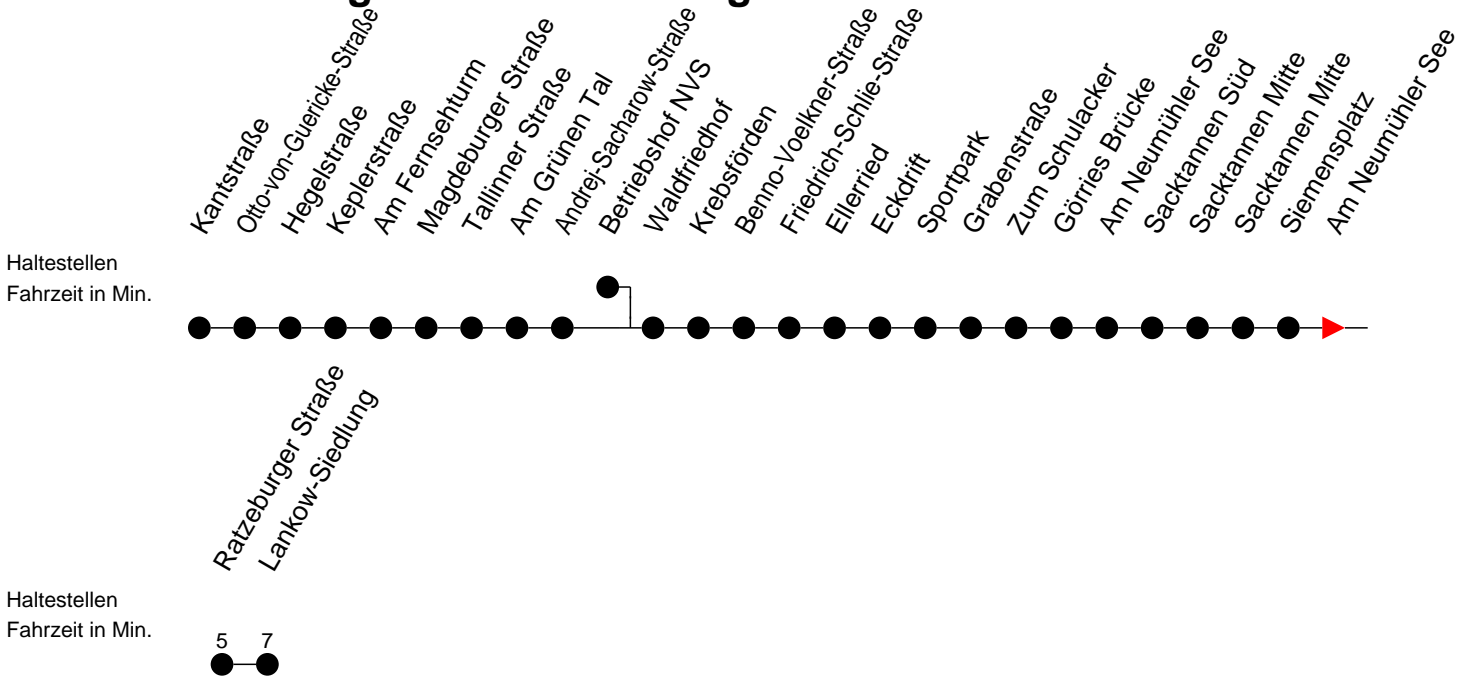 Kantstraße
Otto-von-Guericke-Straße
Hegelstraße
Keplerstraße
Am Fernsehturm
Magdeburger Straße
Tallinner Straße
Am Grünen Tal
Andrej-Sacharow-Straße
Betriebshof NVS
Waldfriedhof
Krebsförden
Benno-Voelkner-Straße
Friedrich-Schlie-Straße
Ellerried
Eckdrift
Sportpark
Grabenstraße
Zum Schulacker
Görries Brücke
Am Neumühler See
Sacktannen Süd
Sacktannen Mitte
Sacktannen Mitte
Siemensplatz
Am Neumühler See
Haltestellen
Fahrzeit in Min.
Ratzeburger Straße
Lankow-Siedlung
Haltestellen
Fahrzeit in Min.
5 7